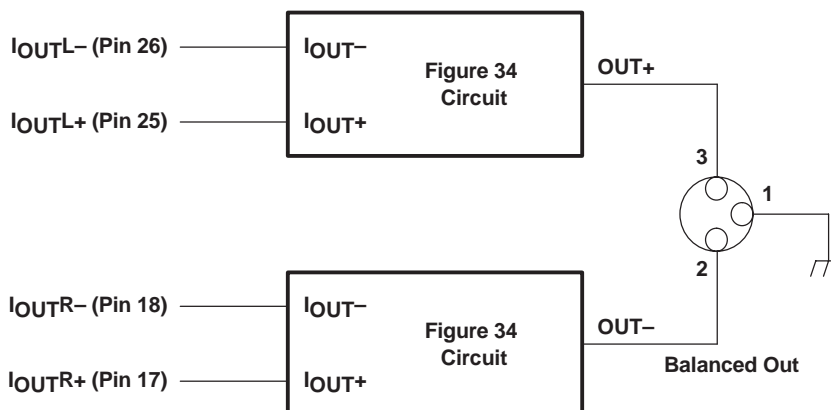 IOUTL– (Pin 26)
IOUT–
Figure 34
Circuit
OUT+
IOUTL+ (Pin 25)
IOUT+
3
1
2
IOUTR– (Pin 18)
IOUT–
Figure 34
Circuit
OUT–
Balanced Out
IOUTR+ (Pin 17)
IOUT+